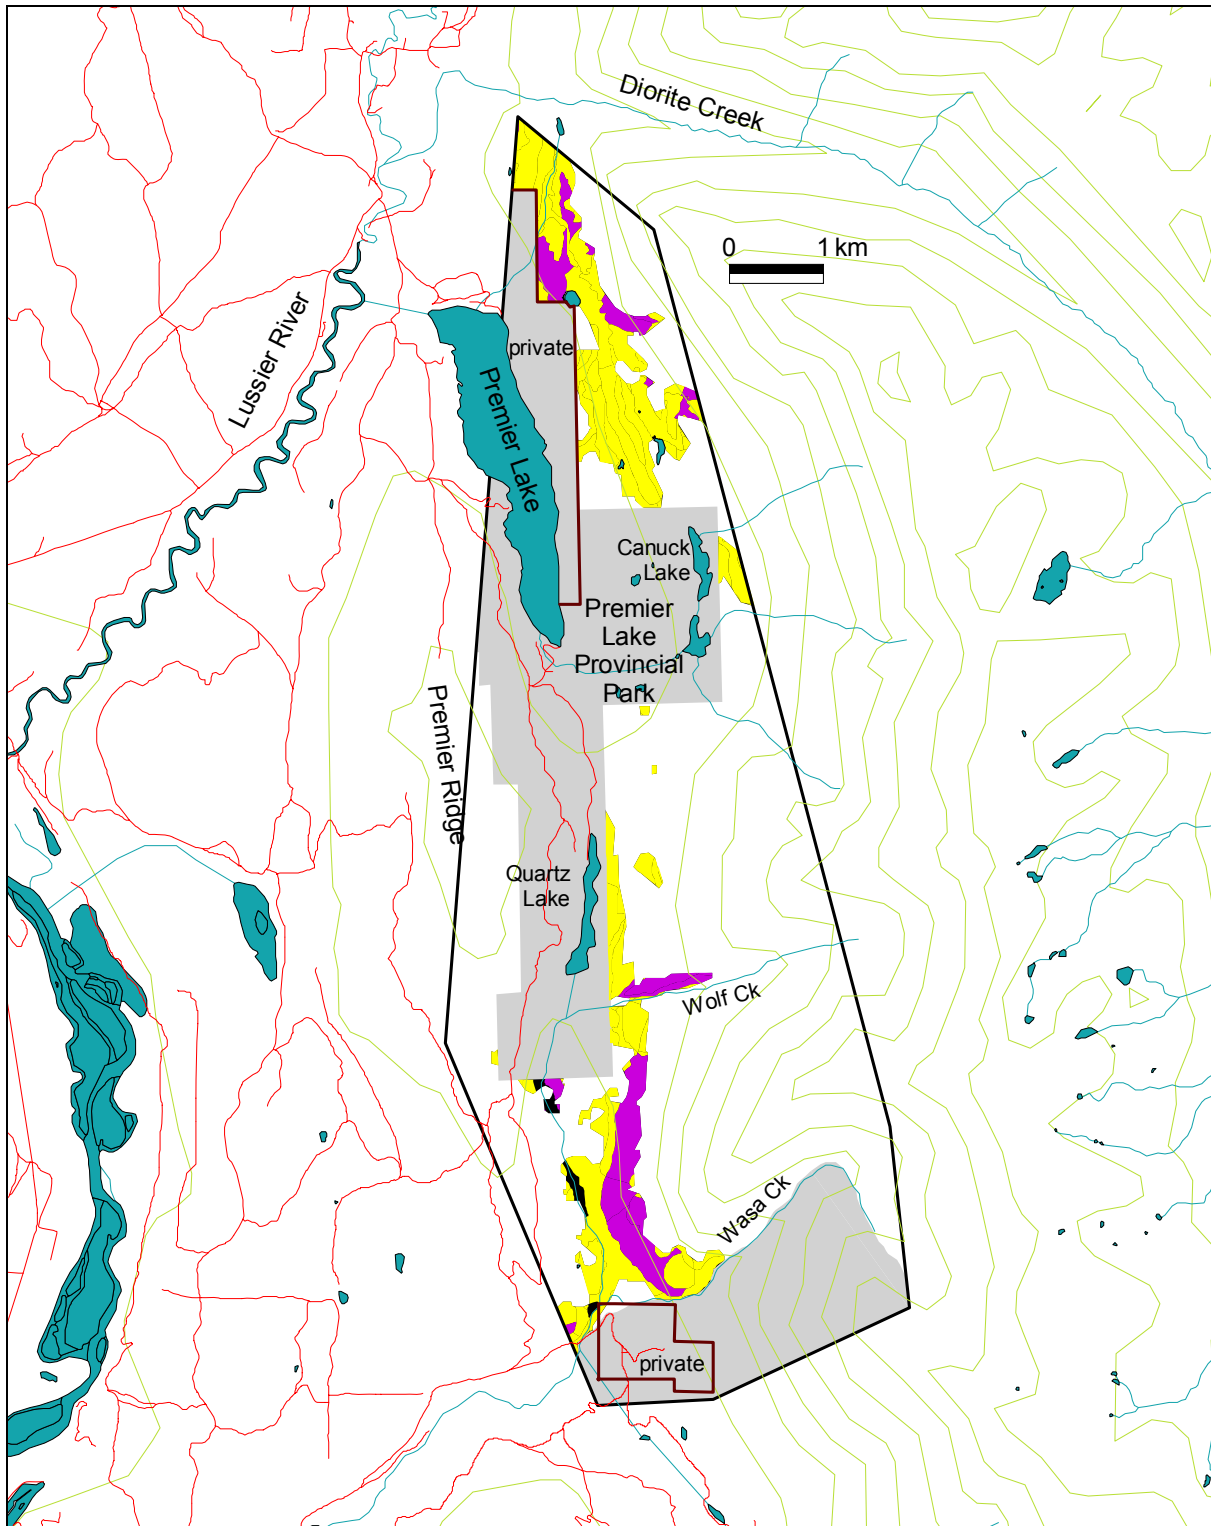 Diorite Creek
0 1 km
Lussier River
private
Premier Lake
Canuck
Lake
Premier
Lake
Provincial
Park
Premier Ridge
Quartz
Lake
Wolf Ck
Wasa Ck
private